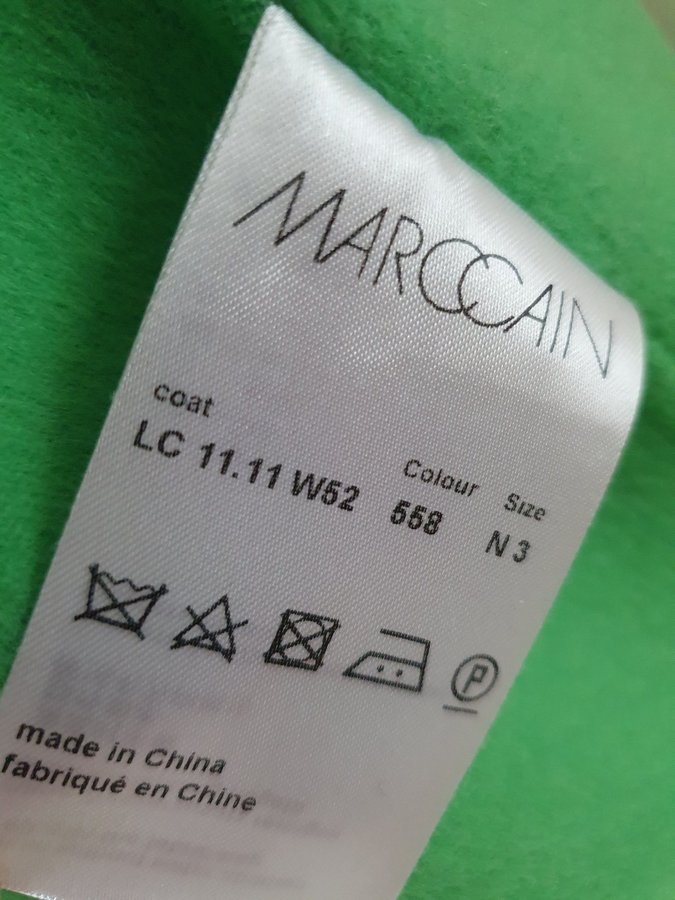 MARCCAIN
coat Colour Size
LC 11.11 W52 558 N 3
P
made in China
fabriqué en Chine